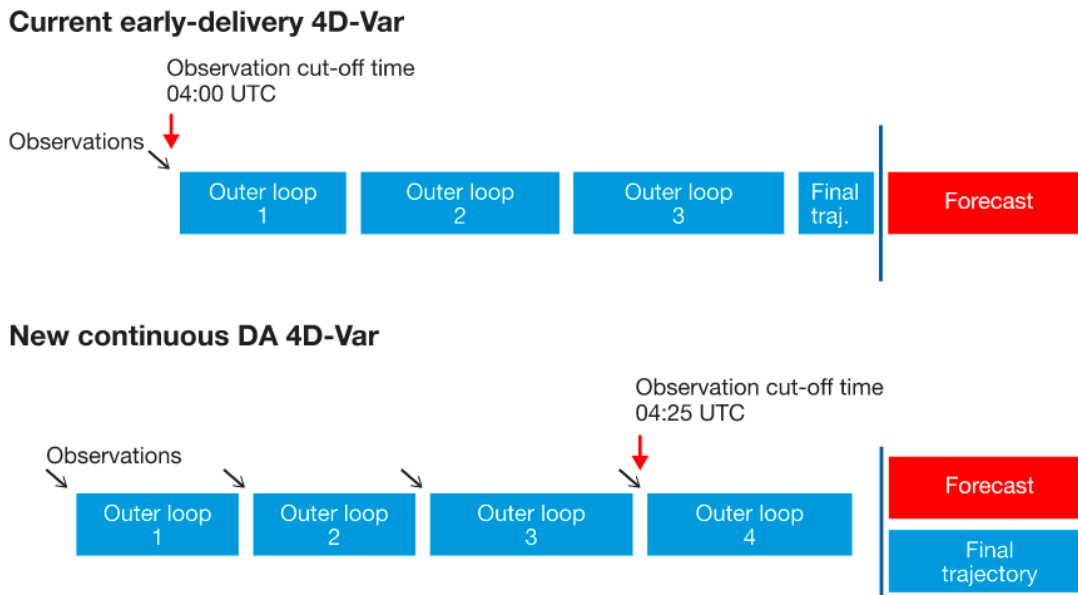 Current early-delivery 4D-Var
Observation cut-off time
04:00 UTC
Observations
Outer loop
1
Outer loop
2
Outer loop
3
Final
traj.
Forecast
New continuous DA 4D-Var
Observation cut-off time
04:25 UTC
Observations
Outer loop
1
Outer loop
2
Outer loop
3
Outer loop
4
Forecast
Final
trajectory